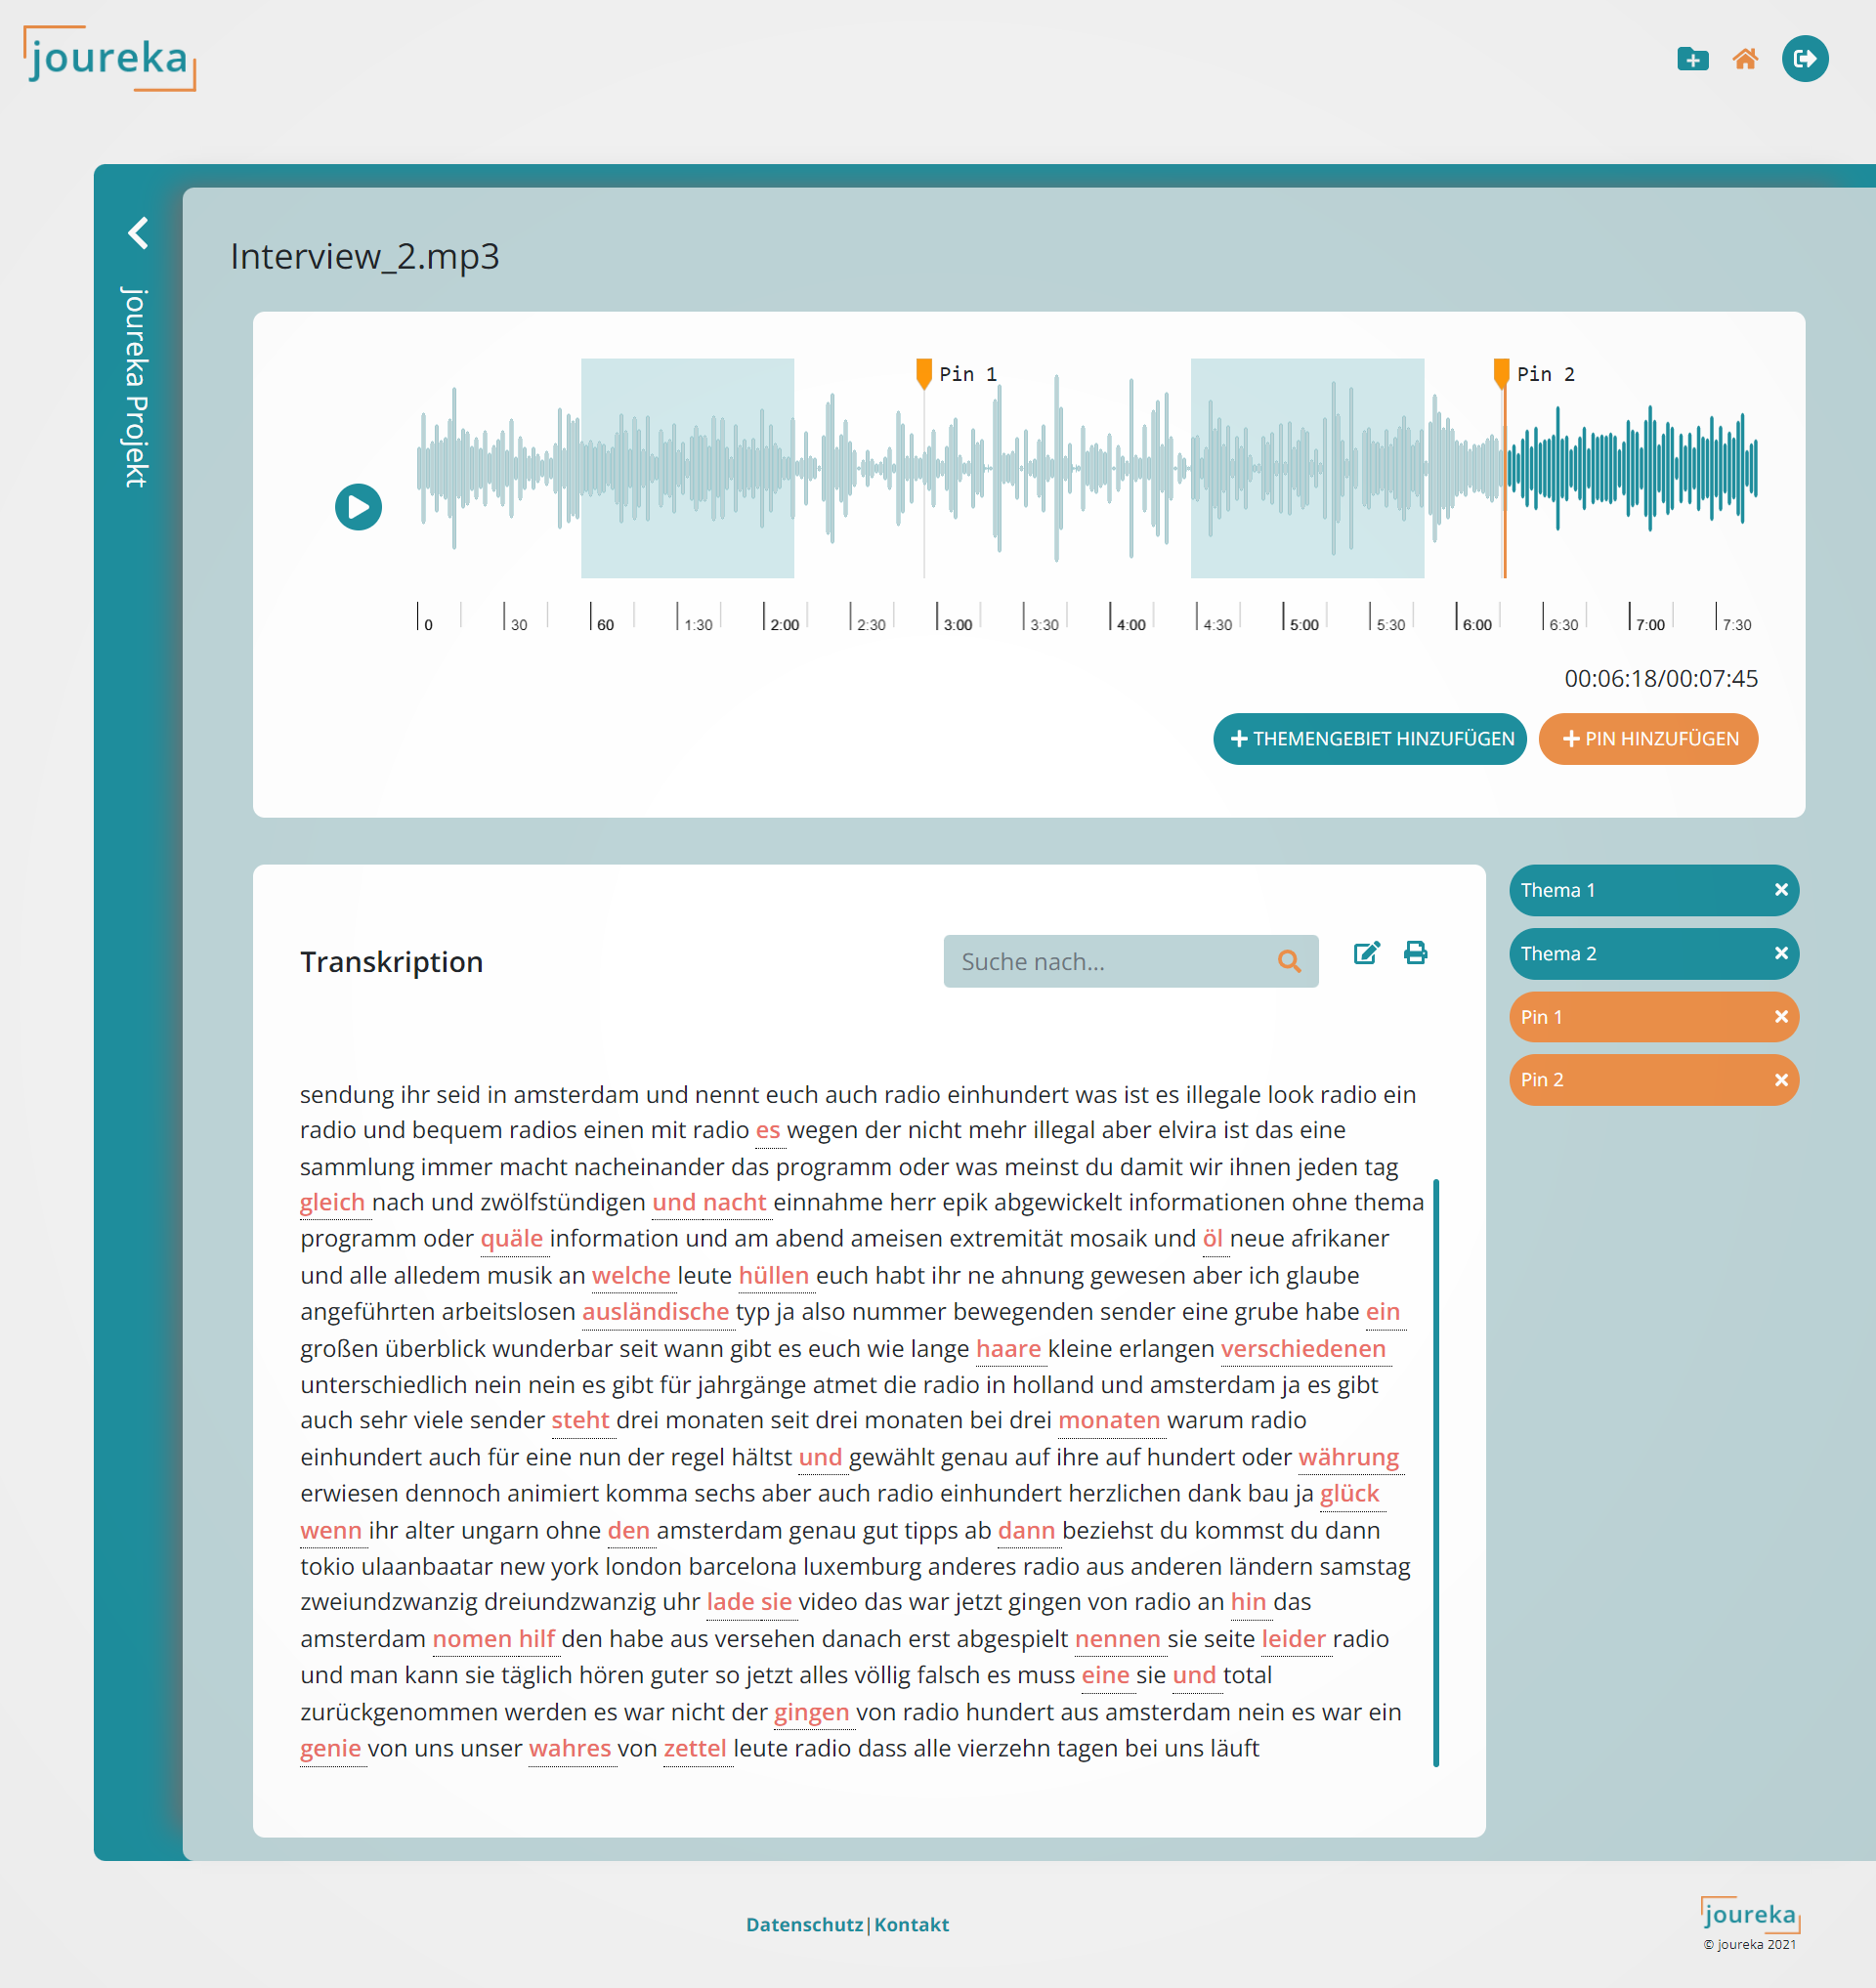 joureka
joureka Projekt
Interview_2.mp3
Pin 1
Pin 2
0 30 60 1:30 2:00 2:30 3:00 3:30 4:00 4:30 5:00 5:30 6:00 6:30 7:00 7:30
00:06:18/00:07:45
THEMENGEBIET HINZUFÜGEN
PIN HINZUFÜGEN
Transkription
Suche nach...
Thema 1
Thema 2
Pin 1
Pin 2
sendung ihr seid in amsterdam und nennt euch auch radio einhundert was ist es illegale look radio ein
radio und bequem radios einen mit radio es wegen der nicht mehr illegal aber elvira ist das eine
sammlung immer macht nacheinander das programm oder was meinst du damit wir ihnen jeden tag
gleich nach und zwölfstündigen und nacht einnahme herr epik abgewickelt informationen ohne thema
programm oder quäle information und am abend ameisen extremität mosaik und öl neue afrikaner
und alle alledem musik an welche leute hüllen euch habt ihr ne ahnung gewesen aber ich glaube
angeführten arbeitslosen ausländische typ ja also nummer bewegenden sender eine grube habe ein
großen überblick wunderbar seit wann gibt es euch wie lange haare kleine erlangen verschiedenen
unterschiedlich nein nein es gibt für jahrgänge atmet die radio in holland und amsterdam ja es gibt
auch sehr viele sender steht drei monaten seit drei monaten bei drei monaten warum radio
einhundert auch für eine nun der regel hältst und gewählt genau auf ihre auf hundert oder währung
erwiesen dennoch animiert komma sechs aber auch radio einhundert herzlichen dank bau ja glück
wenn ihr alter ungarn ohne den amsterdam genau gut tipps ab dann beziehst du kommst du dann
tokio ulaanbaatar new york london barcelona luxemburg anderes radio aus anderen ländern samstag
zweiundzwanzig dreiundzwanzig uhr lade sie video das war jetzt gingen von radio an hin das
amsterdam nomen hilf den habe aus versehen danach erst abgespielt nennen sie seite leider radio
und man kann sie täglich hören guter so jetzt alles völlig falsch es muss eine sie und total
zurückgenommen werden es war nicht der gingen von radio hundert aus amsterdam nein es war ein
genie von uns unser wahres von zettel leute radio dass alle vierzehn tagen bei uns läuft
Datenschutz|Kontakt
joureka
© joureka 2021